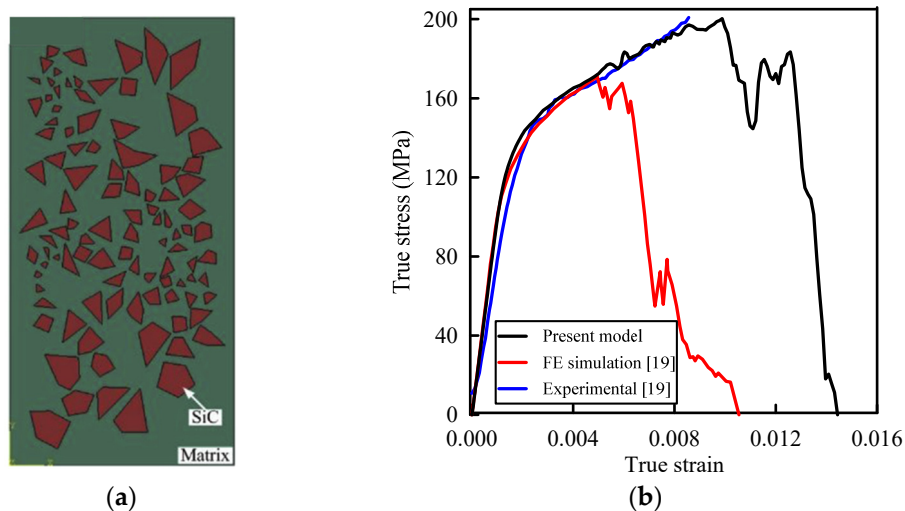 SiC
Matrix
(a)
True stress (MPa)
200
160
120
80
40
0
Present model
FE simulation [19]
Experimental [19]
0.000
0.004
0.008
0.012
0.016
True strain
(b)